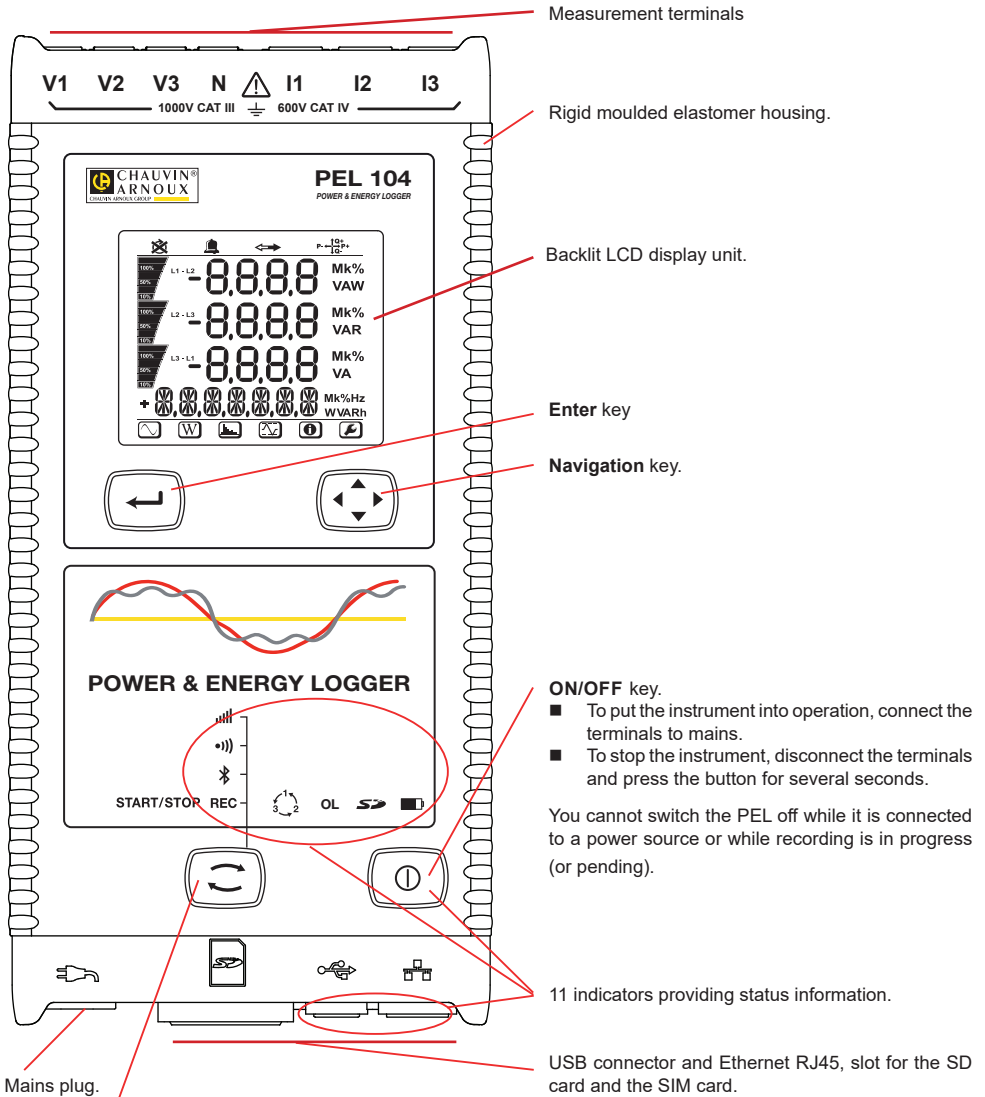 Measurement terminals
V1 V2 V3 N I1 I2 I3
1000V CAT III 600V CAT IV
Rigid moulded elastomer housing.
CHAUVIN®
ARNOUX
CHAUVIN ARNOUX GROUP
PEL 104
POWER & ENERGY LOGGER
P- Q+ P+
Q-
100%
50%
10%
L1 - L2
-8.8.8.8
Mk%
VAW
100%
50%
10%
L2 - L3
-8.8.8.8
Mk%
VAR
100%
50%
10%
L3 - L1
-8.8.8.8
Mk%
VA
+
Mk%Hz
WVARh
W
Backlit LCD display unit.
Enter key
Navigation key.
POWER & ENERGY LOGGER
START/STOP REC
1
3 2
OL SD
ON/OFF key.
■ To put the instrument into operation, connect the
terminals to mains.
■ To stop the instrument, disconnect the terminals
and press the button for several seconds.
You cannot switch the PEL off while it is connected
to a power source or while recording is in progress
(or pending).
SD
11 indicators providing status information.
USB connector and Ethernet RJ45, slot for the SD
card and the SIM card.
Mains plug.